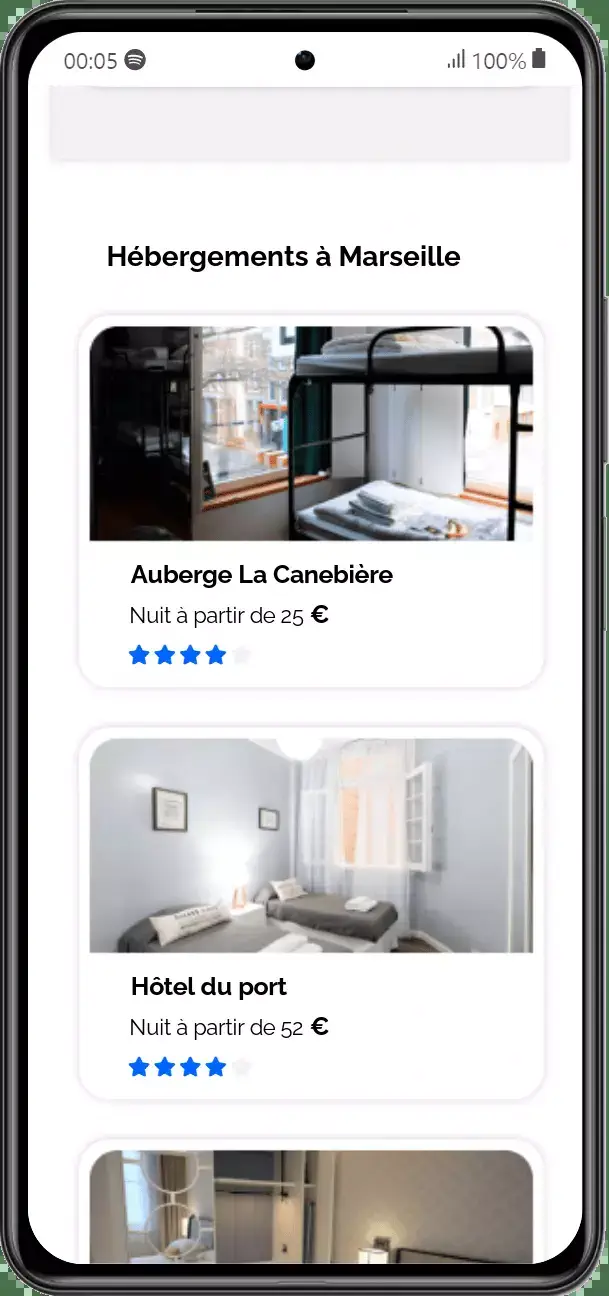 00:05
100%
Hébergements à Marseille
Auberge La Canebière
Nuit à partir de 25 €
Hôtel du port
Nuit à partir de 52 €